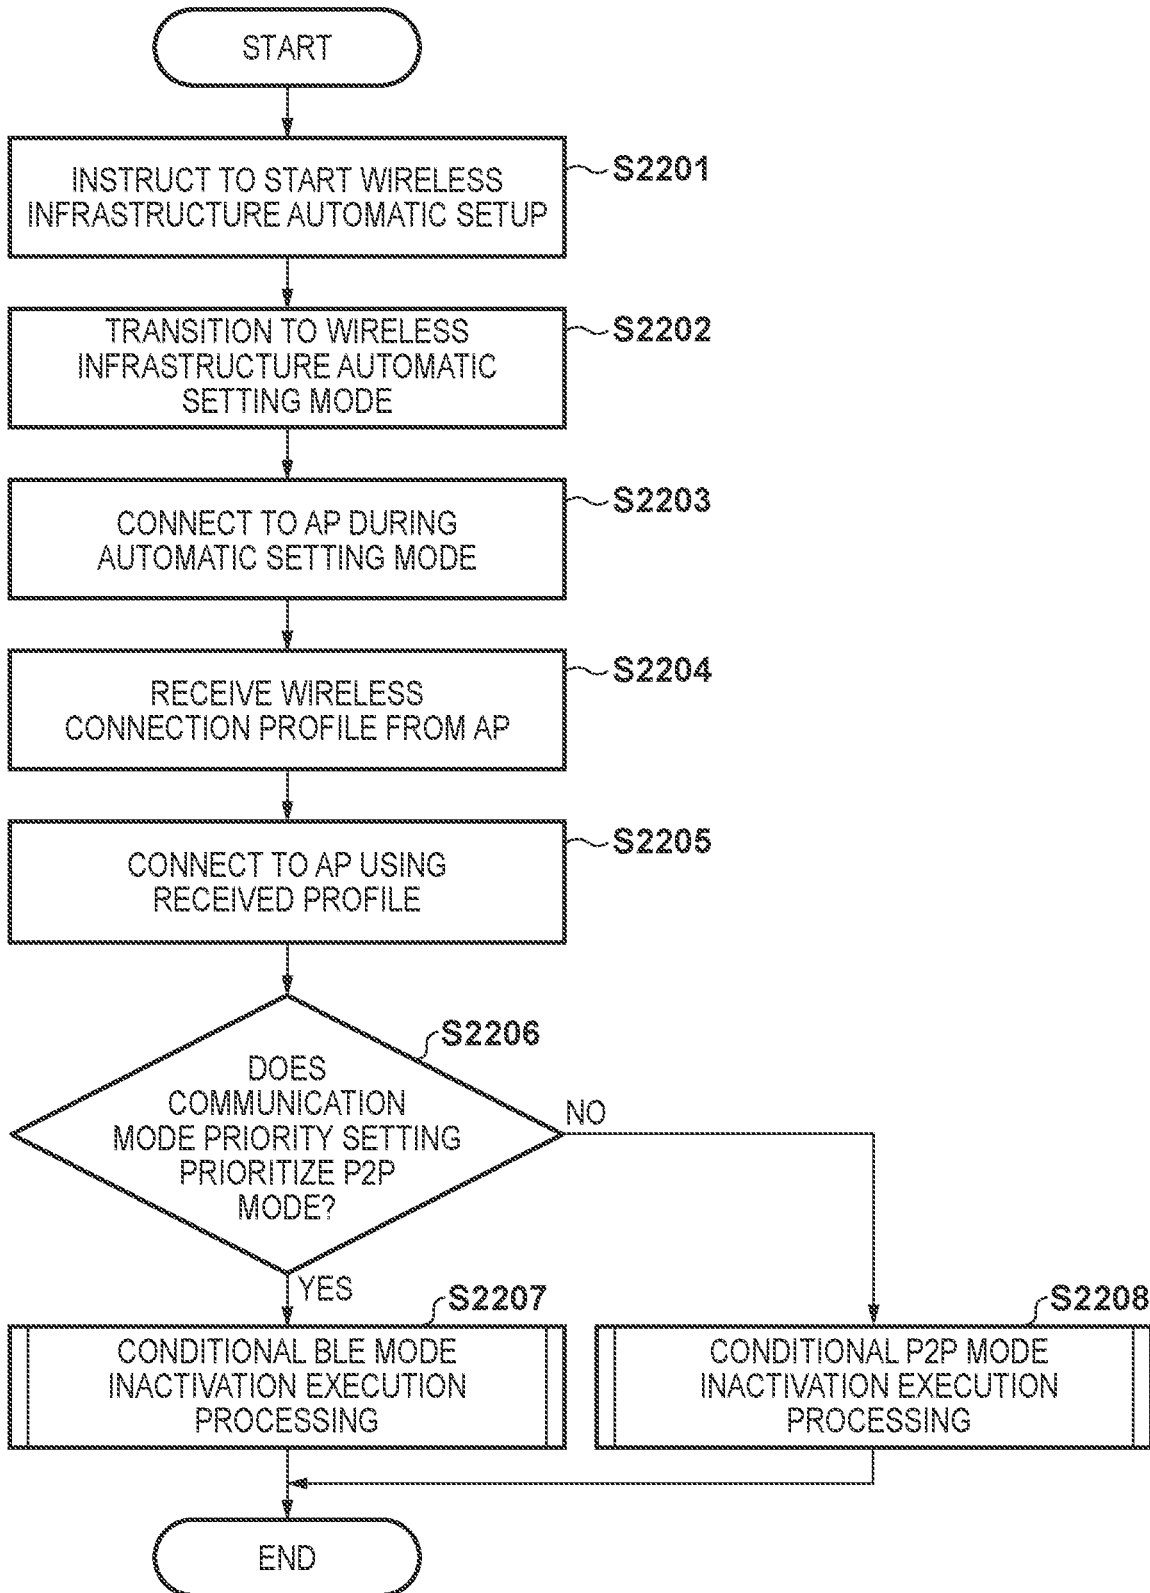 START
INSTRUCT TO START WIRELESS
INFRASTRUCTURE AUTOMATIC SETUP
S2201
TRANSITION TO WIRELESS
INFRASTRUCTURE AUTOMATIC
SETTING MODE
S2202
CONNECT TO AP DURING
AUTOMATIC SETTING MODE
S2203
RECEIVE WIRELESS
CONNECTION PROFILE FROM AP
S2204
CONNECT TO AP USING
RECEIVED PROFILE
S2205
S2206
DOES
COMMUNICATION
MODE PRIORITY SETTING
PRIORITIZE P2P
MODE?
NO
YES
S2207
CONDITIONAL BLE MODE
INACTIVATION EXECUTION
PROCESSING
S2208
CONDITIONAL P2P MODE
INACTIVATION EXECUTION
PROCESSING
END